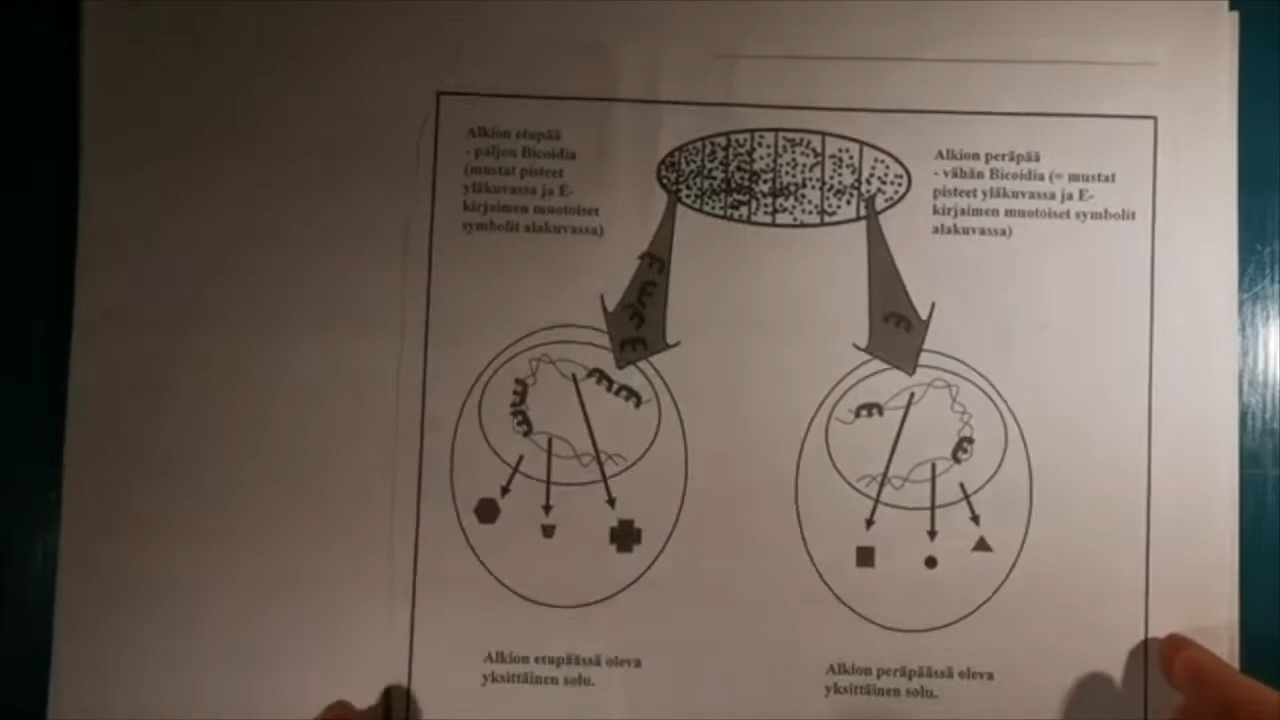 Alkion etupää
- paljon Bicoidia
(mustat pisteet
yläkuvassa ja E-
kirjaimen muotoiset
symbolit alakuvassa)
Alkion peräpää
- vähän Bicoidia (= mustat
pisteet yläkuvassa ja E-
kirjaimen muotoiset symbolit
alakuvassa)
Alkion etupäässä oleva
yksittäinen solu.
Alkion peräpäässä oleva
yksittäinen solu.